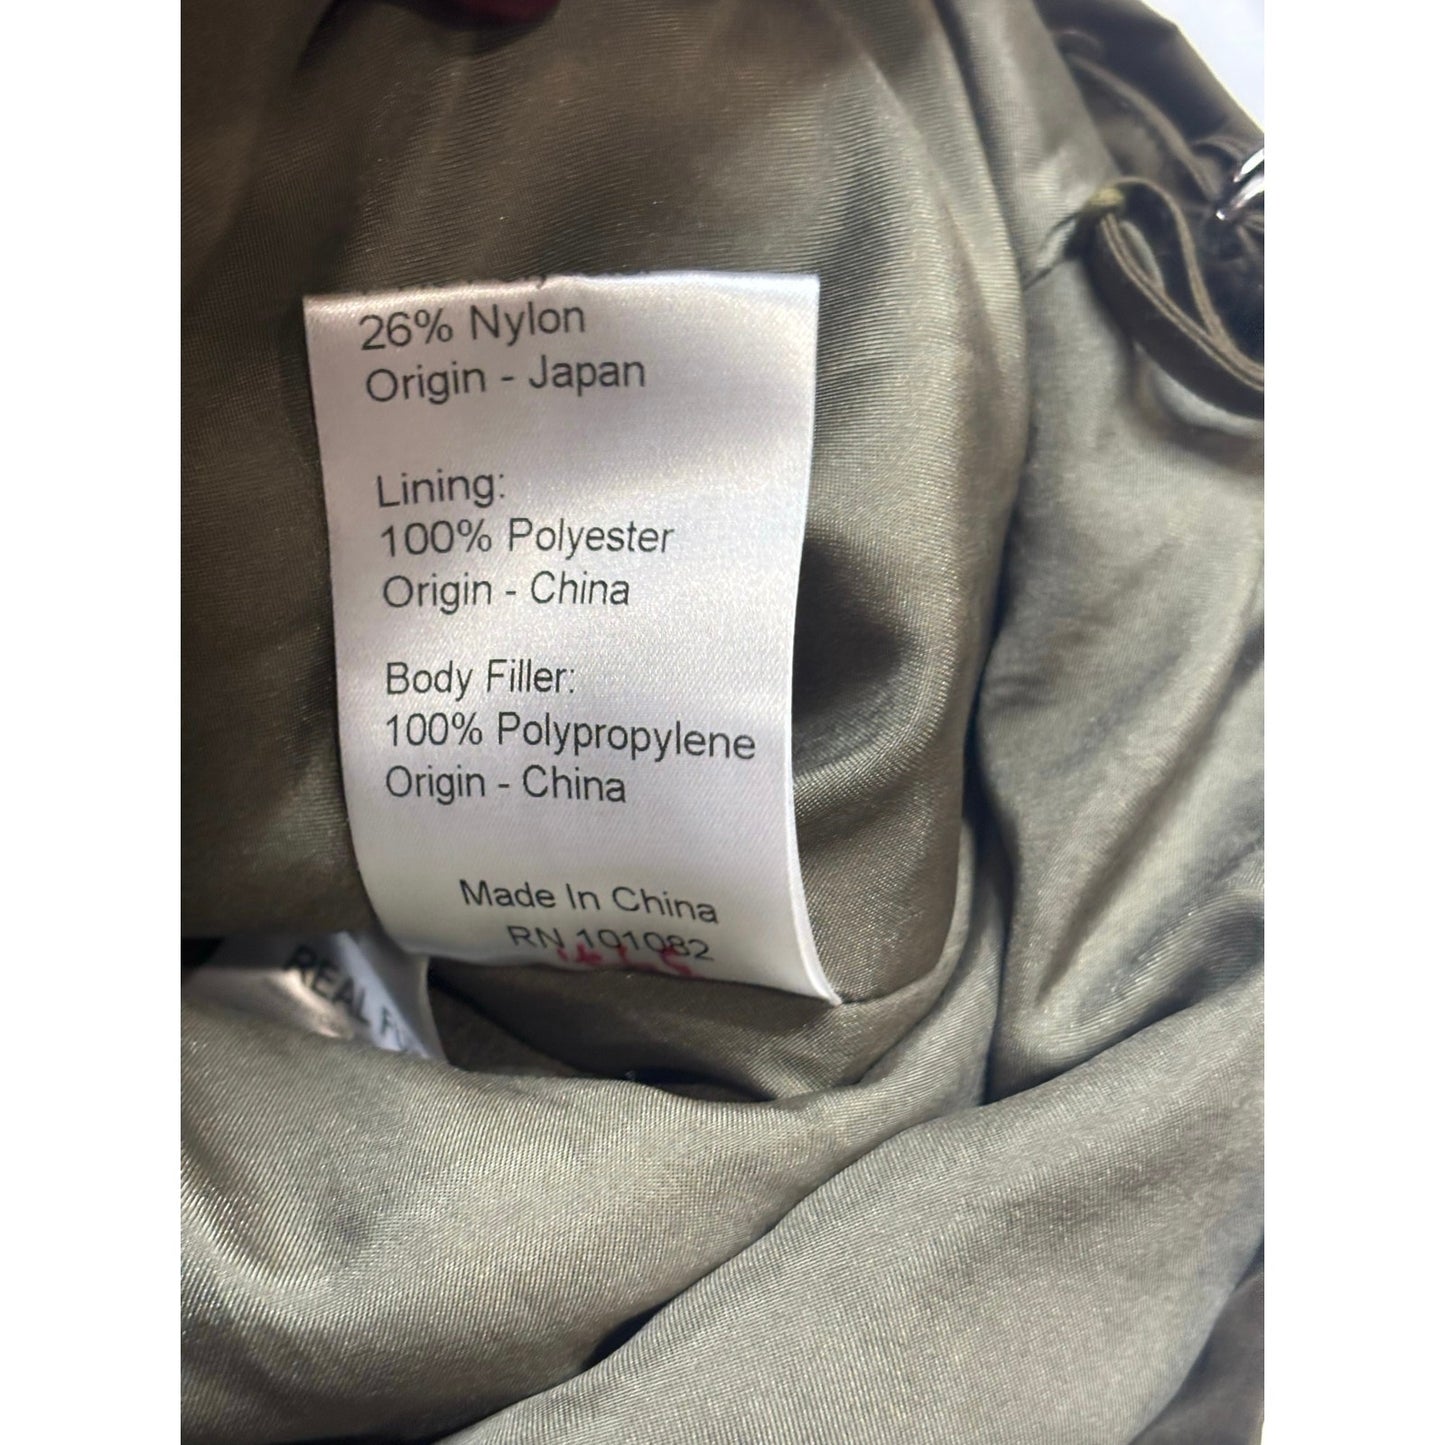 26% Nylon
Origin - Japan
Lining:
100% Polyester
Origin - China
Body Filler:
100% Polypropylene
Origin - China
Made In China
RN 101082
REAL